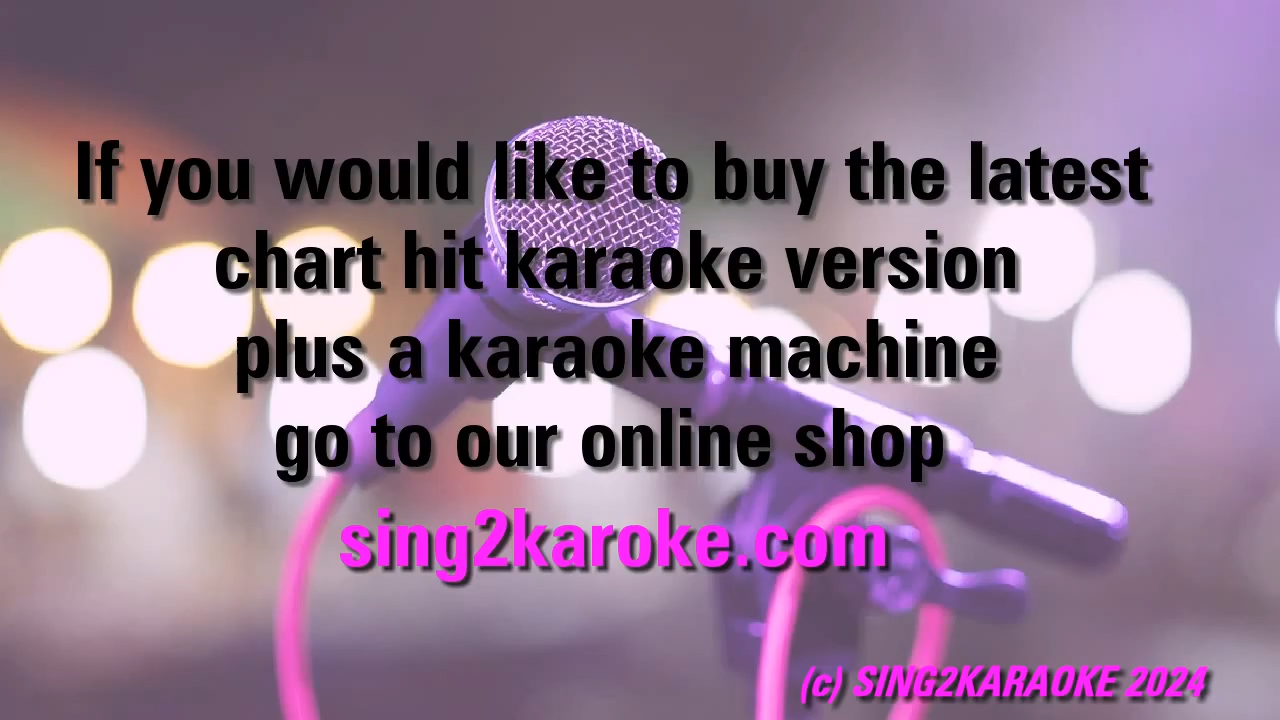 If you would like to buy the latest
chart hit karaoke version
plus a karaoke machine
go to our online shop
sing2karoke.com
(c) SING2KARAOKE 2024